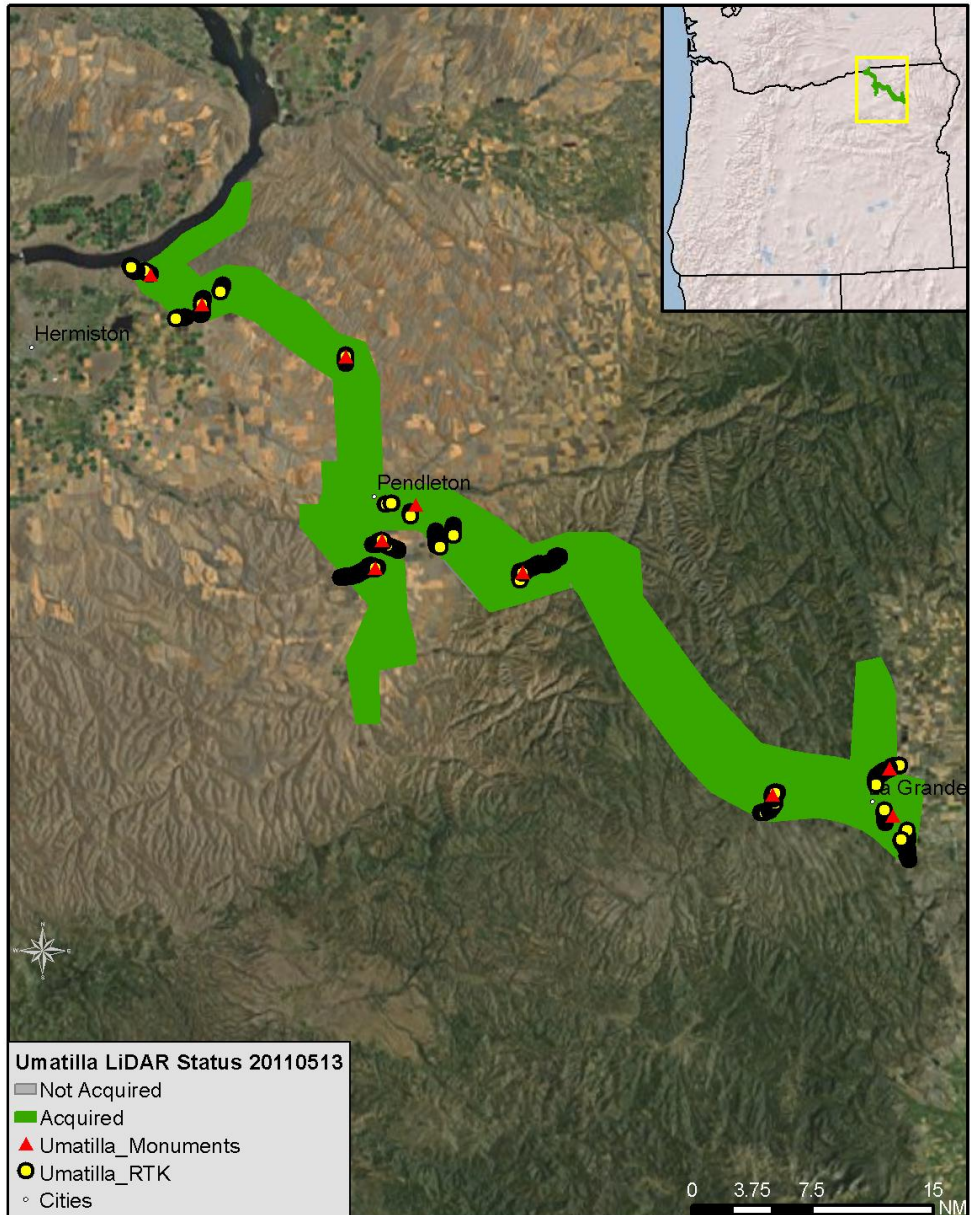 Hermiston
Pendleton
La Grande
N
W
E
S
Umatilla LiDAR Status 20110513
Not Acquired
Acquired
Umatilla_Monuments
Umatilla_RTK
Cities
0 3.75 7.5 15
NM